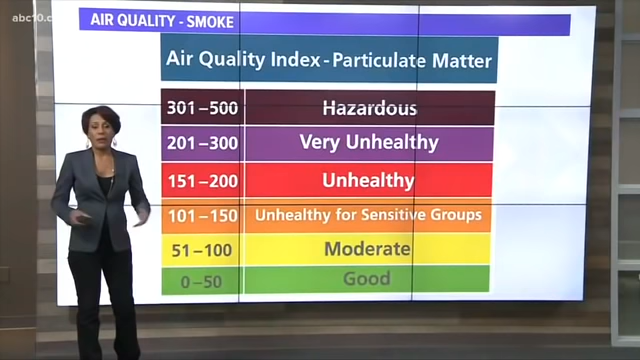 abc10.c
AIR QUALITY - SMOKE
Air Quality Index - Particulate Matter
301-500 Hazardous
201-300 Very Unhealthy
151-200 Unhealthy
101-150 Unhealthy for Sensitive Groups
51-100 Moderate
0-50 Good